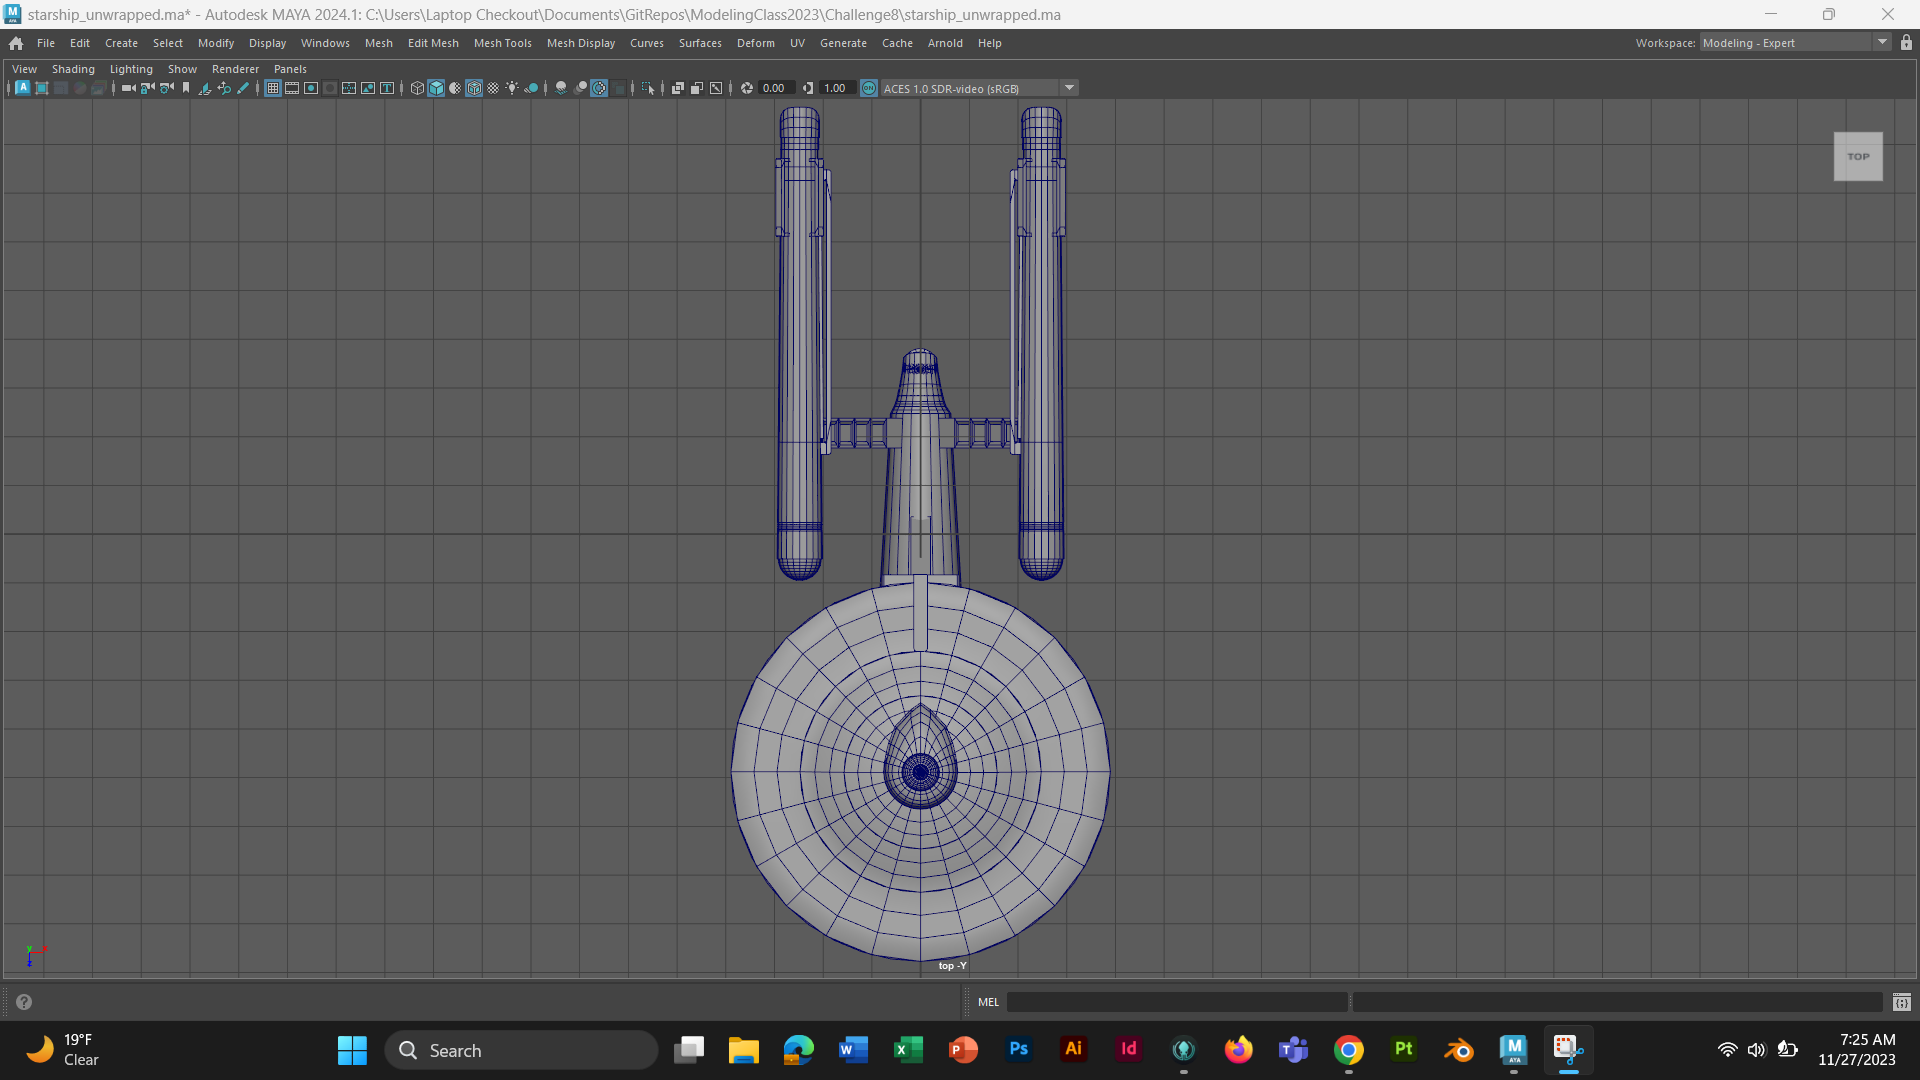 starship_unwrapped.ma* - Autodesk MAYA 2024.1: C:\Users\Laptop Checkout\Documents\GitRepos\ModelingClass2023\Challenge8\starship_unwrapped.ma
File Edit Create Select Modify Display Windows Mesh Edit Mesh Mesh Tools Mesh Display Curves Surfaces Deform UV Generate Cache Arnold Help
Workspace: Modeling - Expert
View Shading Lighting Show Renderer Panels
0.00 1.00 ON ACES 1.0 SDR-video (sRGB)
TOP
y x
z
top -Y
MEL
19°F
Clear
Search
Ps Ai Id Pt
7:25 AM
11/27/2023